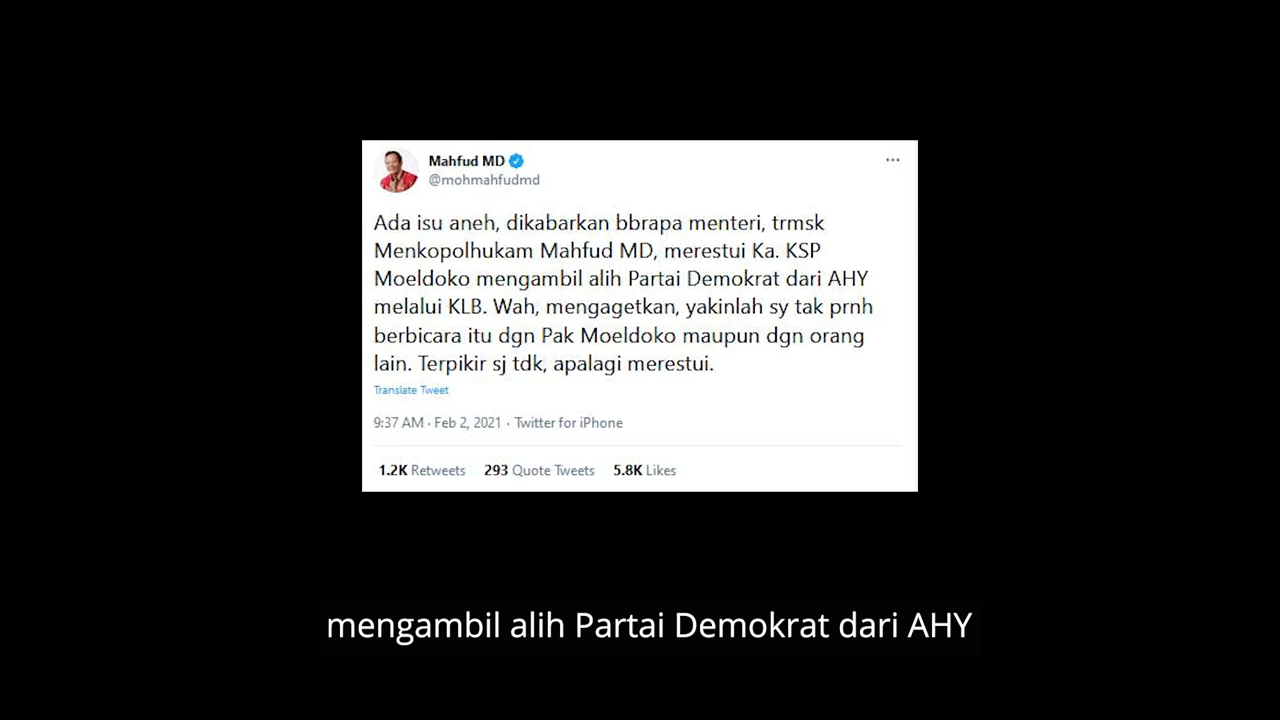 Mahfud MD
@mohmahfudmd
Ada isu aneh, dikabarkan bbrapa menteri, trmsk
Menkopolhukam Mahfud MD, merestui Ka. KSP
Moeldoko mengambil alih Partai Demokrat dari AHY
melalui KLB. Wah, mengagetkan, yakinlah sy tak prnh
berbicara itu dgn Pak Moeldoko maupun dgn orang
lain. Terpikir sj tdk, apalagi merestui.
Translate Tweet
9:37 AM · Feb 2, 2021 · Twitter for iPhone
1.2K Retweets 293 Quote Tweets 5.8K Likes
mengambil alih Partai Demokrat dari AHY